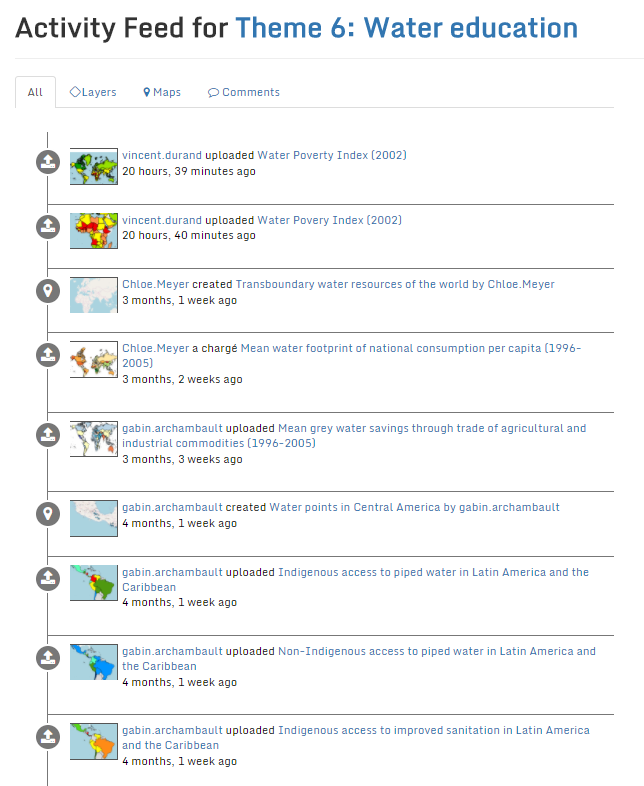 Activity Feed for Theme 6: Water education
All
Layers
Maps
Comments
vincent.durand uploaded Water Poverty Index (2002)
20 hours, 39 minutes ago
vincent.durand uploaded Water Povery Index (2002)
20 hours, 40 minutes ago
Chloe.Meyer created Transboundary water resources of the world by Chloe.Meyer
3 months, 1 week ago
Chloe.Meyer a chargé Mean water footprint of national consumption per capita (1996-
2005)
3 months, 2 weeks ago
gabin.archambault uploaded Mean grey water savings through trade of agricultural and
industrial commodities (1996-2005)
3 months, 3 weeks ago
gabin.archambault created Water points in Central America by gabin.archambault
4 months, 1 week ago
gabin.archambault uploaded Indigenous access to piped water in Latin America and the
Caribbean
4 months, 1 week ago
gabin.archambault uploaded Non-Indigenous access to piped water in Latin America and
the Caribbean
4 months, 1 week ago
gabin.archambault uploaded Indigenous access to improved sanitation in Latin America
and the Caribbean
4 months, 1 week ago